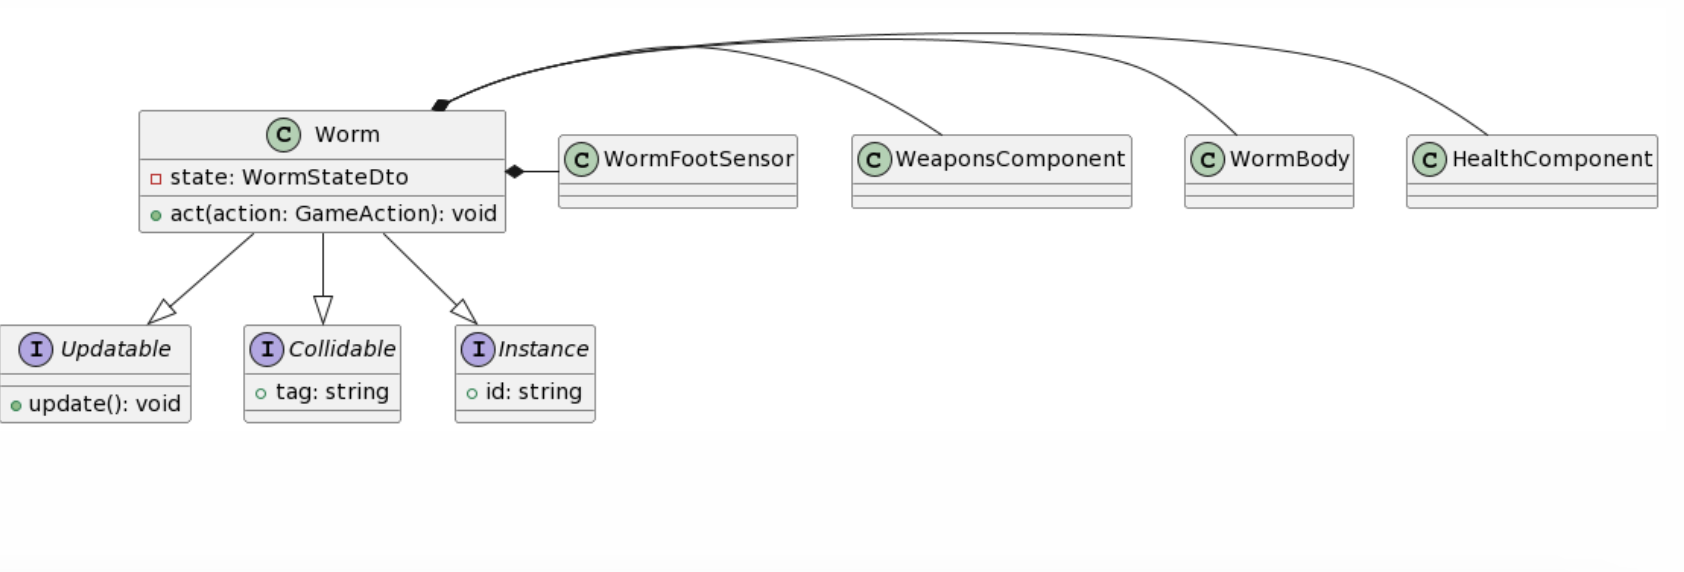 C Worm
state: WormStateDto
act(action: GameAction): void
C WormFootSensor
C WeaponsComponent
C WormBody
C HealthComponent
I Updatable
update(): void
I Collidable
tag: string
I Instance
id: string